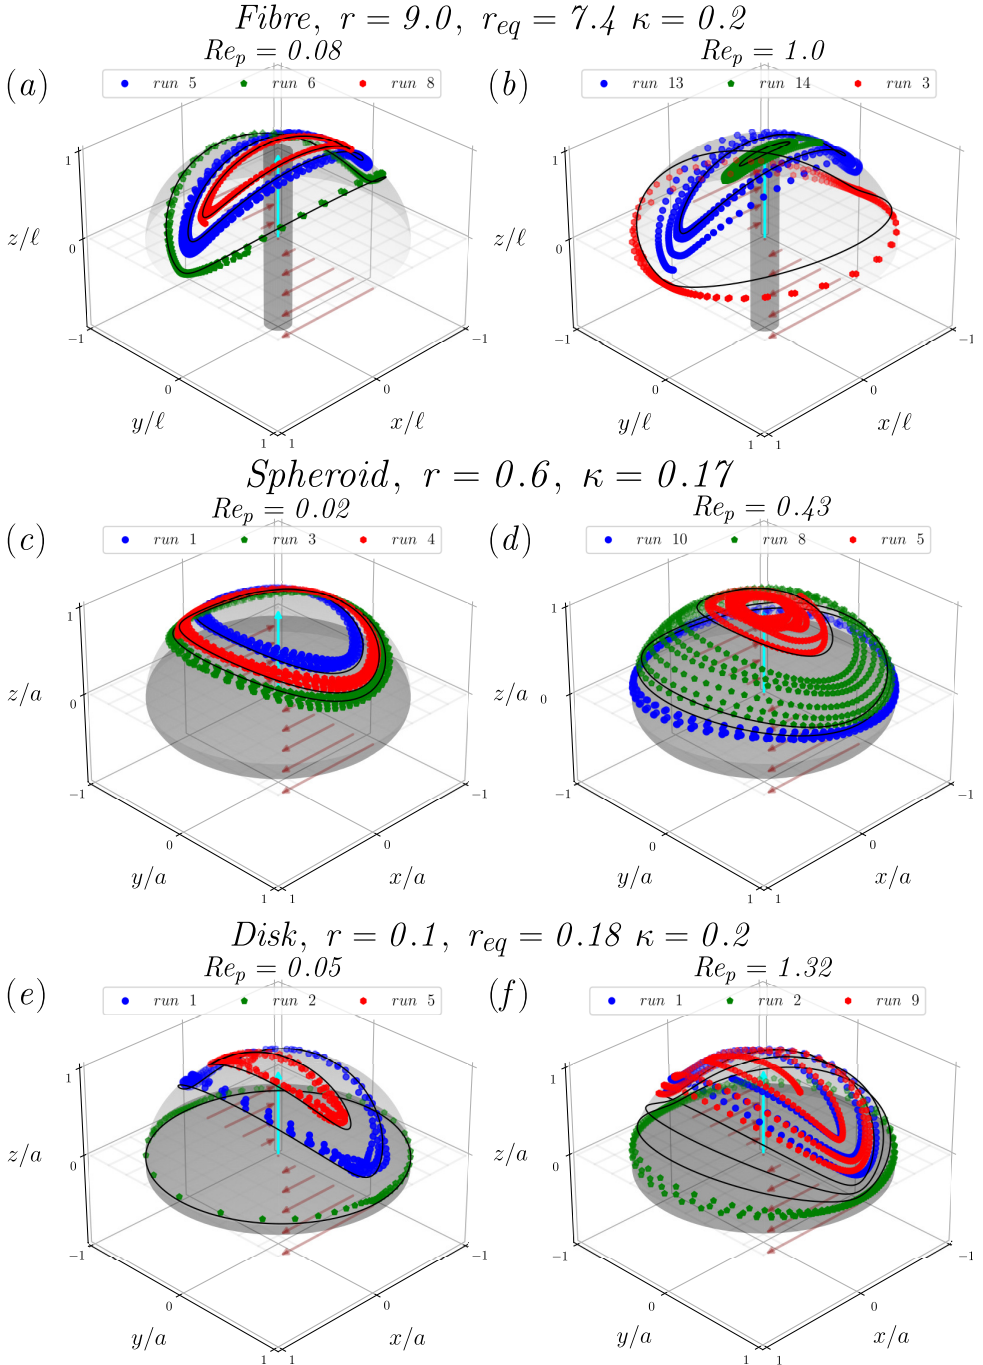 Fibre, r = 9.0, r_eq = 7.4 κ = 0.2
Re_p = 0.08
Re_p = 1.0
(a)
run 5 run 6 run 8
(b)
run 13 run 14 run 3
1
z/ℓ
0
−1
−1
0
0
y/ℓ
x/ℓ
1
1
1
z/ℓ
0
−1
−1
0
0
y/ℓ
x/ℓ
1
1
Spheroid, r = 0.6, κ = 0.17
Re_p = 0.02
Re_p = 0.43
(c)
run 1 run 3 run 4
(d)
run 10 run 8 run 5
1
z/a
0
−1
−1
0
0
y/a
x/a
1
1
1
z/a
0
−1
−1
0
0
y/a
x/a
1
1
Disk, r = 0.1, r_eq = 0.18 κ = 0.2
Re_p = 0.05
Re_p = 1.32
(e)
run 1 run 2 run 5
(f)
run 1 run 2 run 9
1
z/a
0
−1
−1
0
0
y/a
x/a
1
1
1
z/a
0
−1
−1
0
0
y/a
x/a
1
1